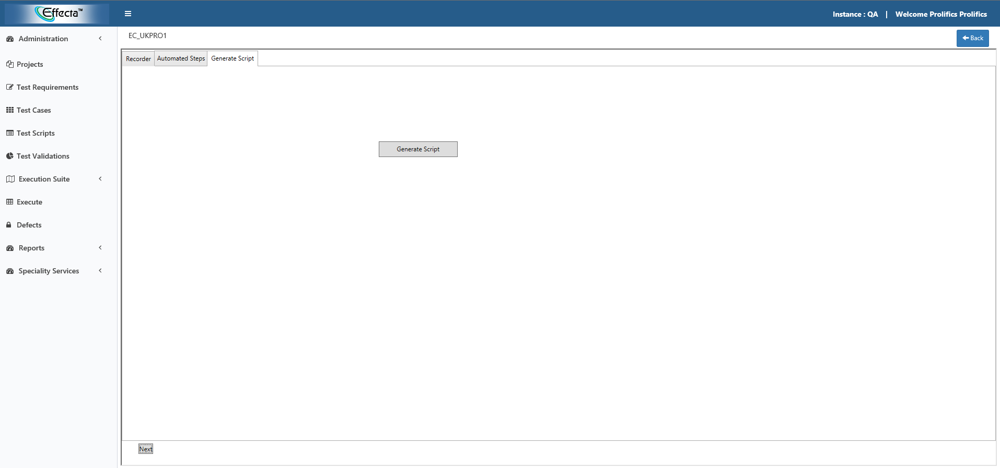 Effecta™
Instance : QA | Welcome Prolifics Prolifics
Administration
Projects
Test Requirements
Test Cases
Test Scripts
Test Validations
Execution Suite
Execute
Defects
Reports
Speciality Services
EC_UKPRO1
Back
Recorder Automated Steps Generate Script
Generate Script
Next